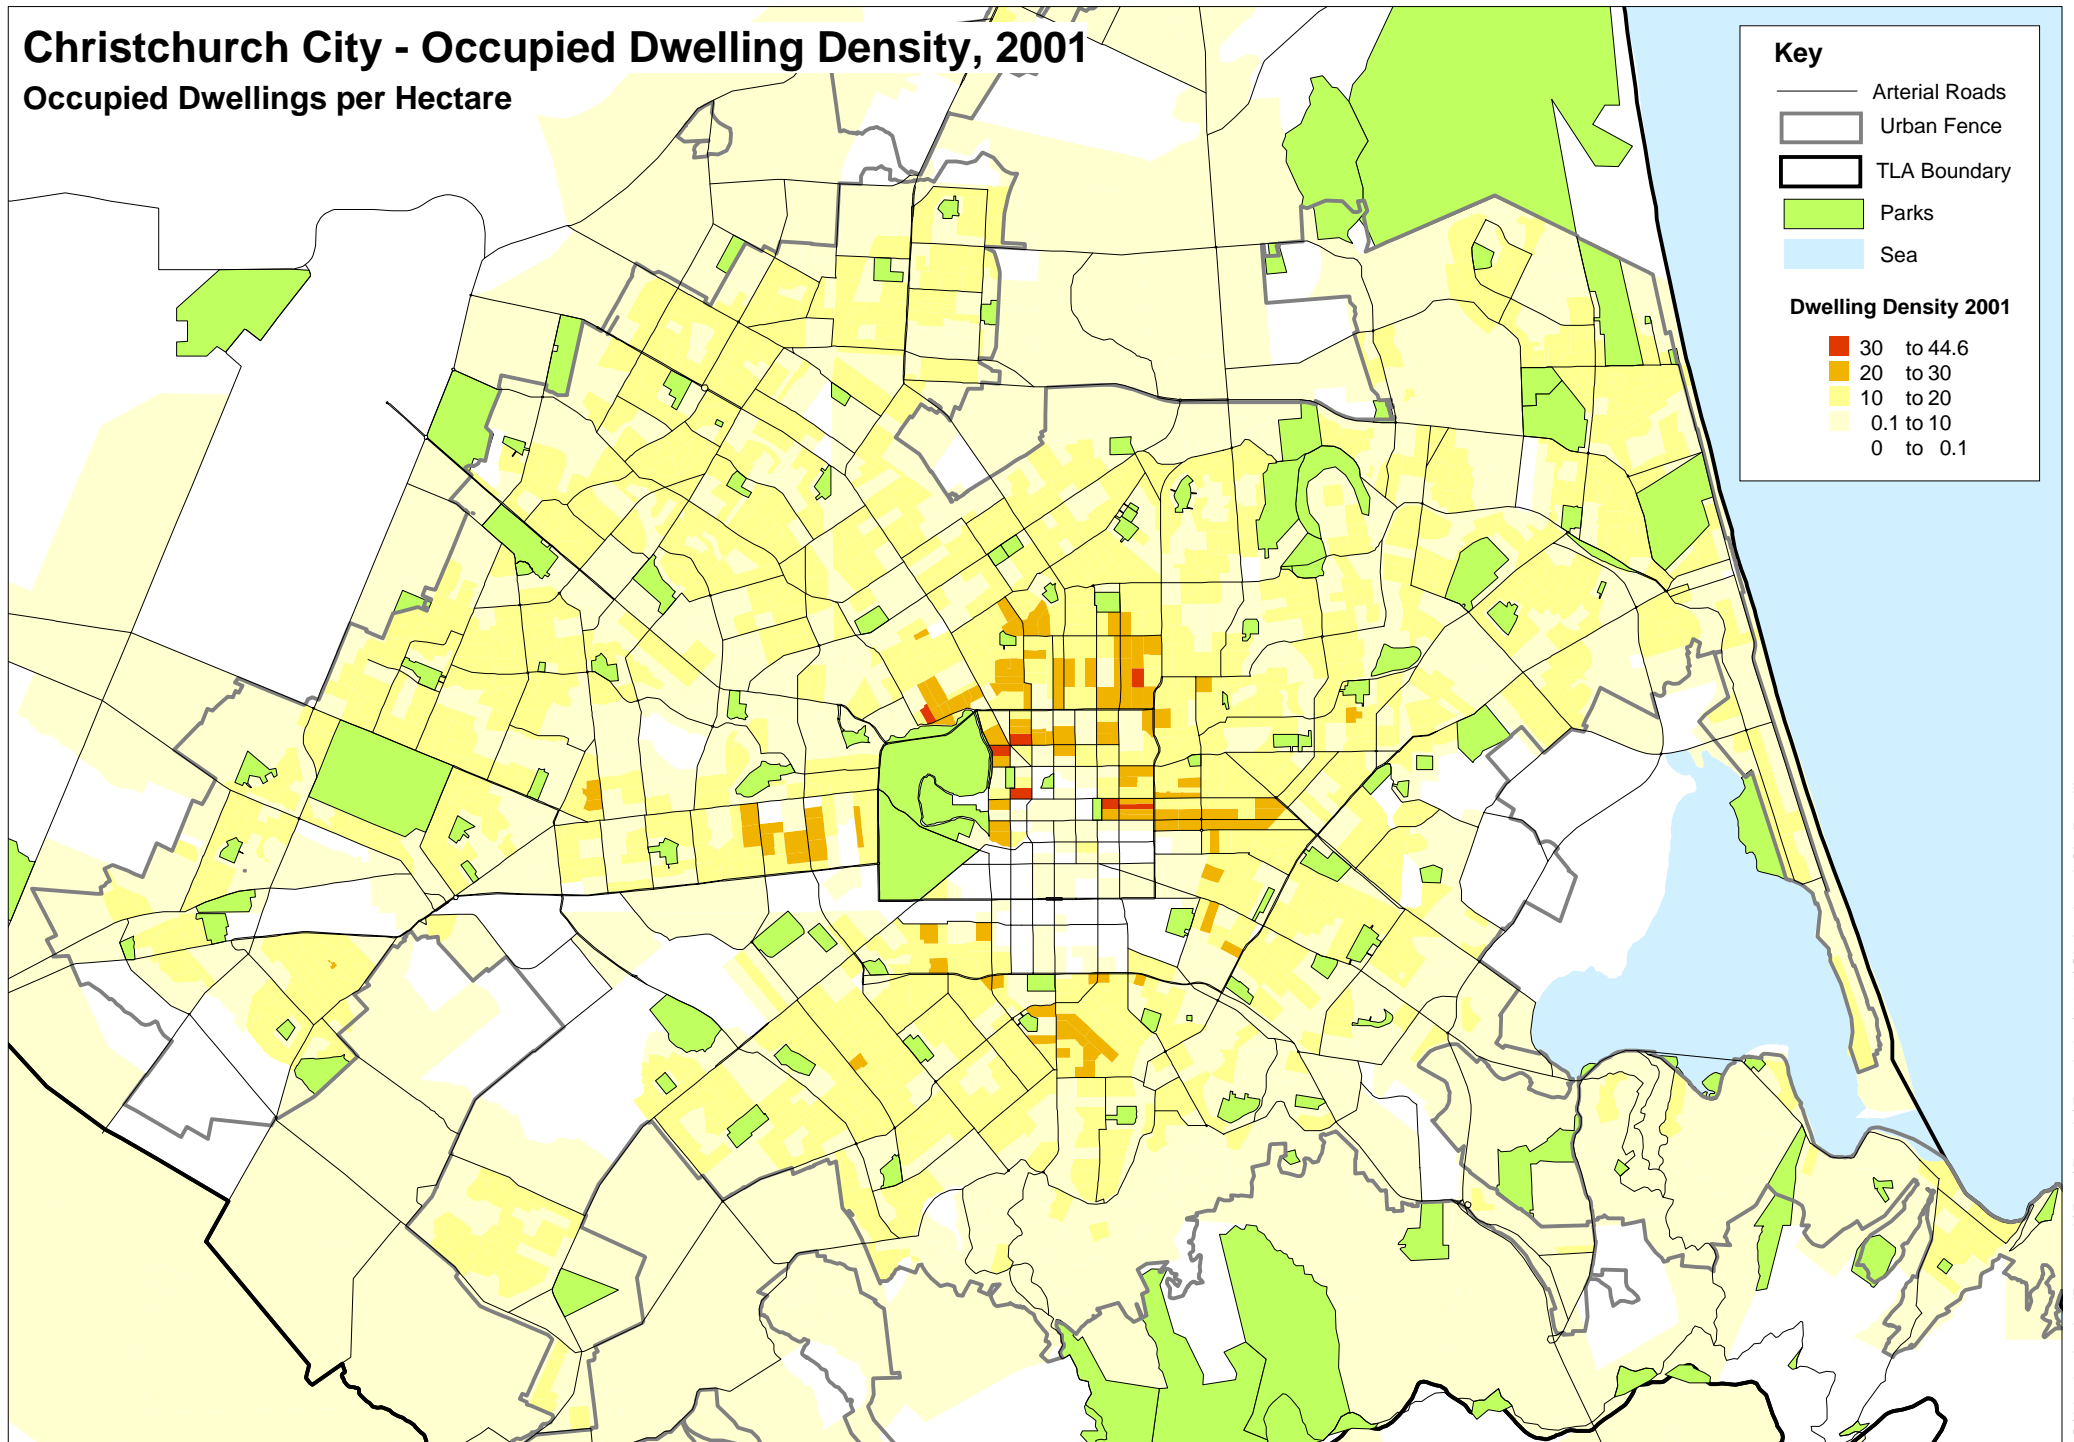 Christchurch City - Occupied Dwelling Density, 2001
Occupied Dwellings per Hectare
Key
Arterial Roads
Urban Fence
TLA Boundary
Parks
Sea
Dwelling Density 2001
30 to 44.6
20 to 30
10 to 20
0.1 to 10
0 to 0.1